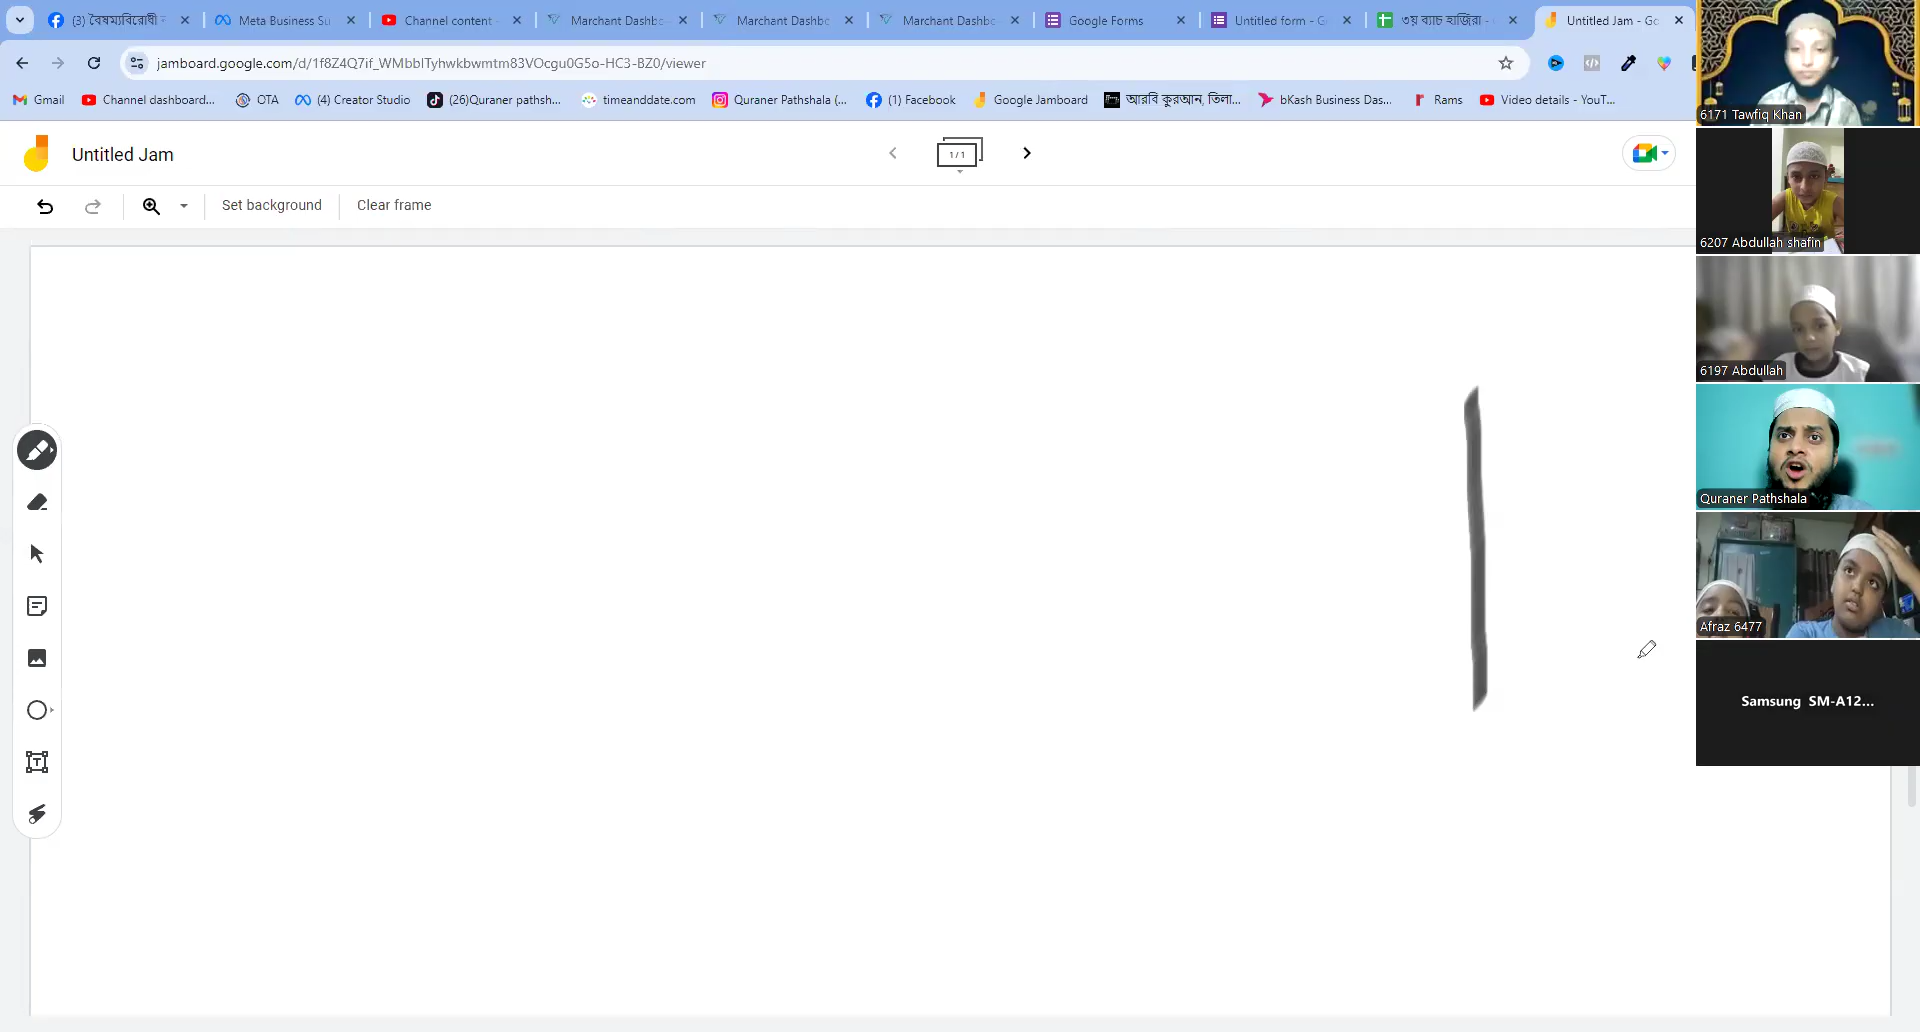 (3) বৈষম্যবিরোধী
Meta Business Su
Channel content -
Marchant Dashbo
Marchant Dashbo
Marchant Dashbo
Google Forms
Untitled form - G
৩য় ব্যাচ হাজিরা -
Untitled Jam - Go
jamboard.google.com/d/1f8Z4Q7if_WMbblTyhwkbwmtm83VOcgu0G5o-HC3-BZ0/viewer
Gmail
Channel dashboard...
OTA
(4) Creator Studio
(26)Quraner pathsh...
timeanddate.com
Quraner Pathshala (...
(1) Facebook
Google Jamboard
আরবি কুরআন, তিলা...
bKash Business Das...
Rams
Video details - YouT...
Untitled Jam
1 / 1
Set background
Clear frame
6171 Tawfiq Khan
6207 Abdullah shafin
6197 Abdullah
Quraner Pathshala
Afraz 6477
Samsung SM-A12...